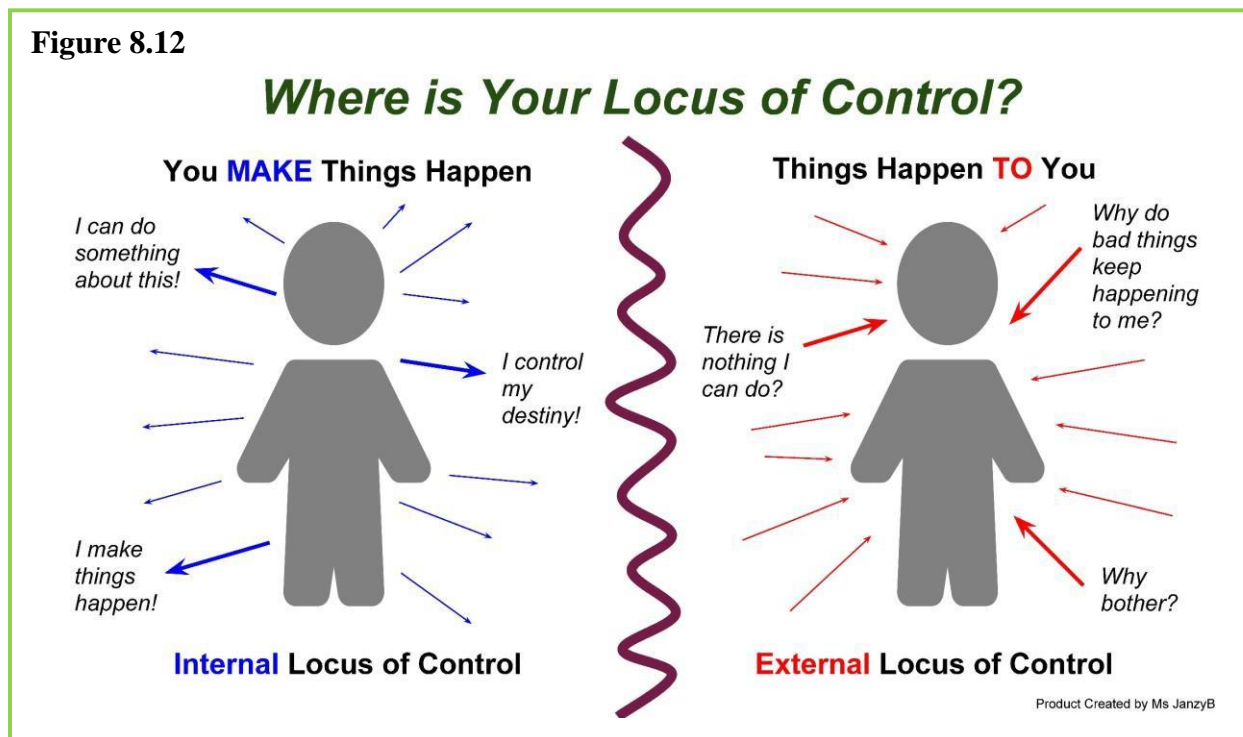 Figure 8.12
Where is Your Locus of Control?
You MAKE Things Happen
I can do
something
about this!
I control
my
destiny!
I make
things
happen!
Internal Locus of Control
Things Happen TO You
Why do
bad things
keep
happening
to me?
There is
nothing I
can do?
Why
bother?
External Locus of Control
Product Created by Ms JanzyB